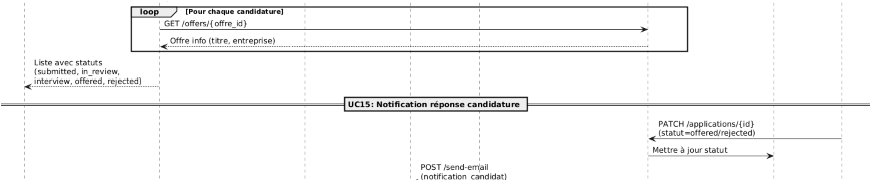 loop [Pour chaque candidature]
GET /offers/{offre_id}
Offre info (titre, entreprise)
Liste avec statuts
(submitted, in_review,
interview, offered, rejected)
UC15: Notification réponse candidature
PATCH /applications/{id}
(statut=offered/rejected)
Mettre à jour statut
POST /send-email
(notification candidat)